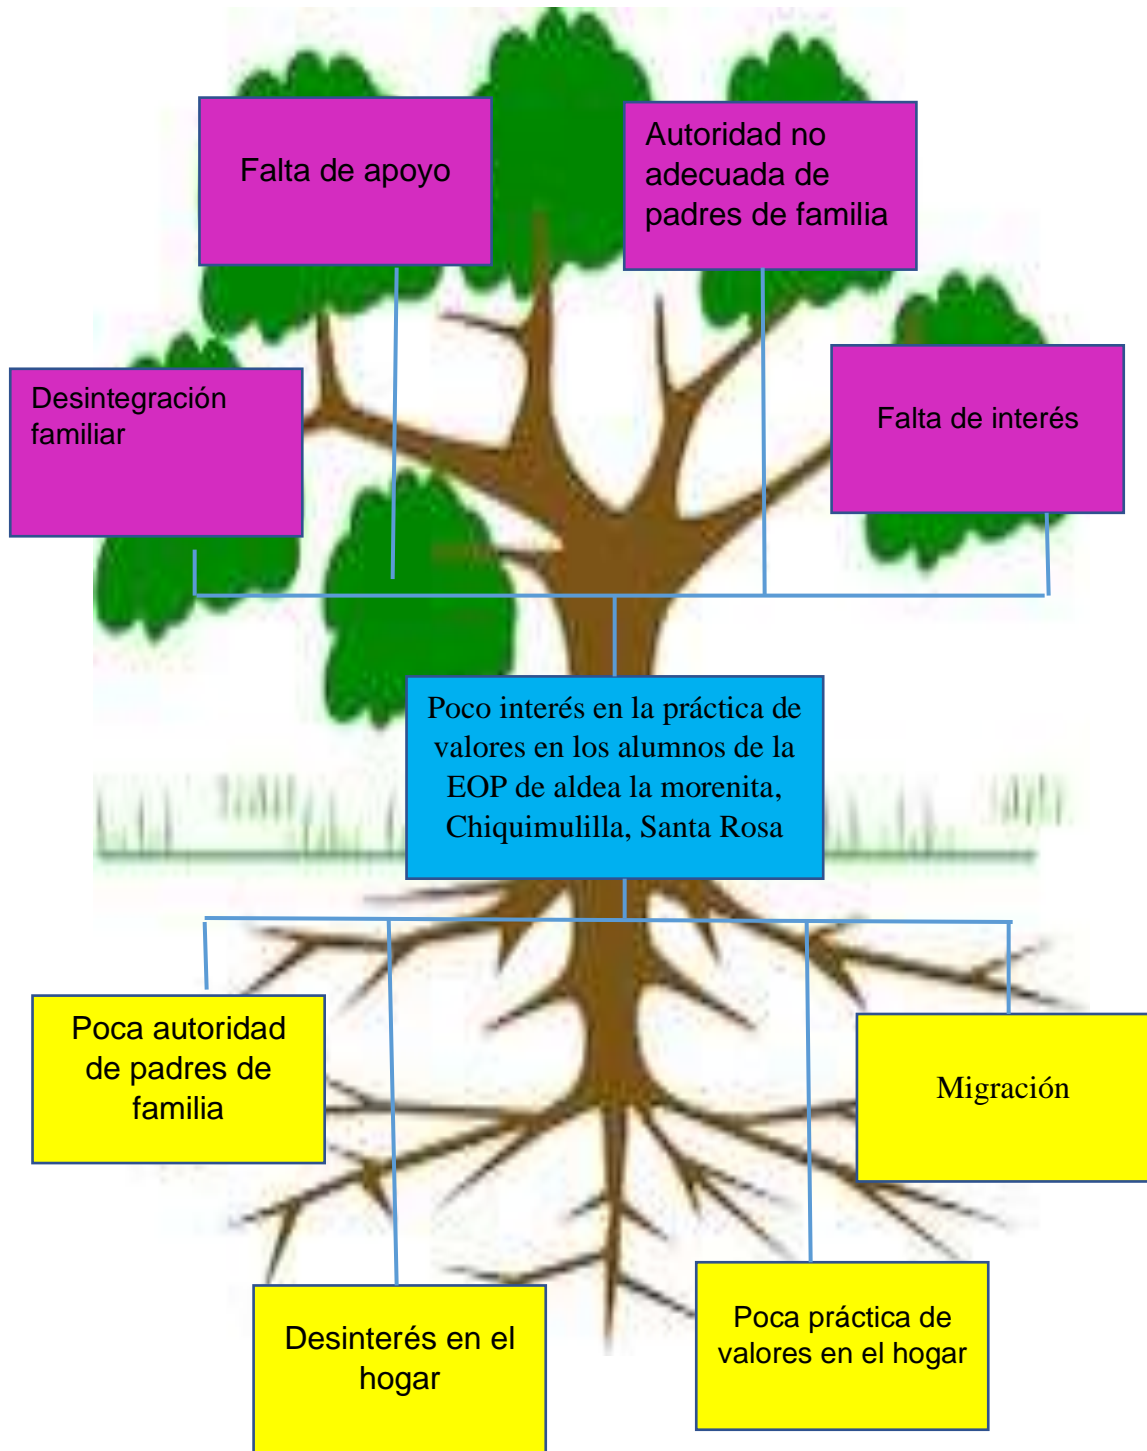 Falta de apoyo
Autoridad no
adecuada de
padres de familia
Desintegración
familiar
Falta de interés
Poco interés en la práctica de
valores en los alumnos de la
EOP de aldea la morenita,
Chiquimulilla, Santa Rosa
Poca autoridad
de padres de
familia
Migración
Desinterés en el
hogar
Poca práctica de
valores en el hogar